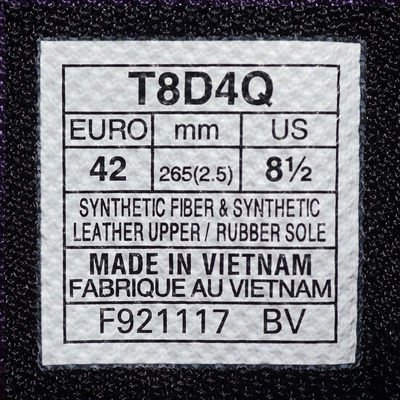 T8D4Q
EURO mm US
42 265(2.5) 8½
SYNTHETIC FIBER & SYNTHETIC
LEATHER UPPER / RUBBER SOLE
MADE IN VIETNAM
FABRIQUE AU VIETNAM
F921117 BV